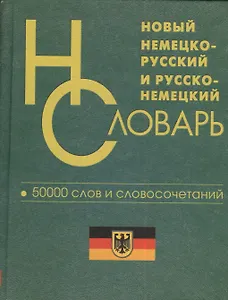 НОВЫЙ
НЕМЕЦКО-
РУССКИЙ
И РУССКО-
НЕМЕЦКИЙ
СЛОВАРЬ
• 50000 СЛОВ И СЛОВОСОЧЕТАНИЙ